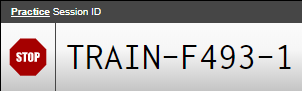 Practice Session ID
STOP
TRAIN-F493-1